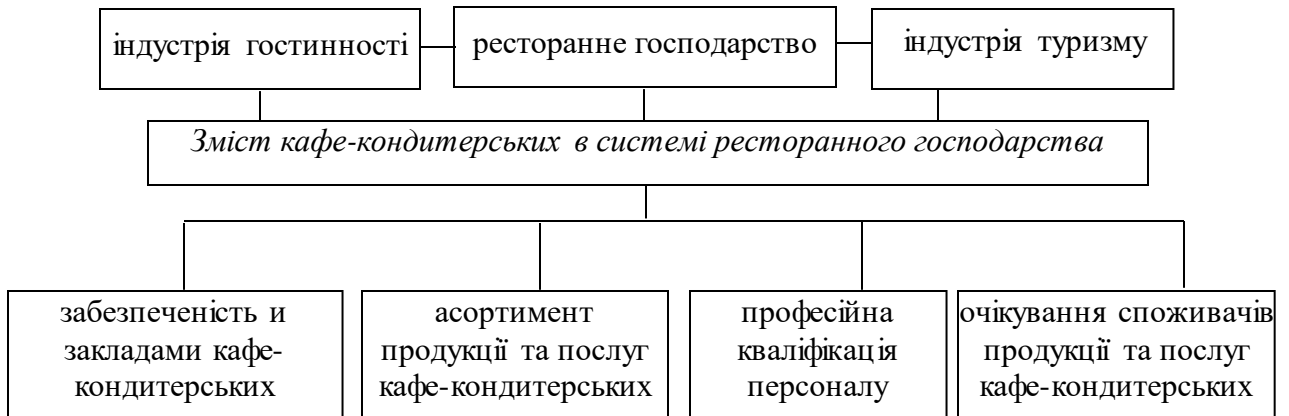 індустрія гостинності
ресторанне господарство
індустрія туризму
Зміст кафе-кондитерських в системі ресторанного господарства
забезпеченість и
закладами кафе-
кондитерських
асортимент
продукції та послуг
кафе-кондитерських
професійна
кваліфікація
персоналу
очікування споживачів
продукції та послуг
кафе-кондитерських